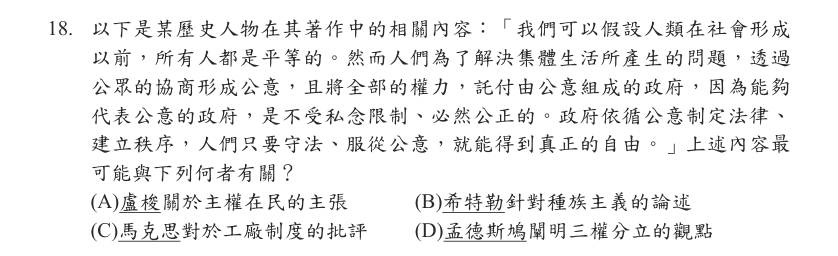 18. 以下是某歷史人物在其著作中的相關內容：「我們可以假設人類在社會形成
以前，所有人都是平等的。然而人們為了解決集體生活所產生的問題，透過
公眾的協商形成公意，且將全部的權力，託付由公意組成的政府，因為能夠
代表公意的政府，是不受私念限制、必然公正的。政府依循公意制定法律、
建立秩序，人們只要守法、服從公意，就能得到真正的自由。」上述內容最
可能與下列何者有關？
(A)盧梭關於主權在民的主張 (B)希特勒針對種族主義的論述
(C)馬克思對於工廠制度的批評 (D)孟德斯鳩闡明三權分立的觀點